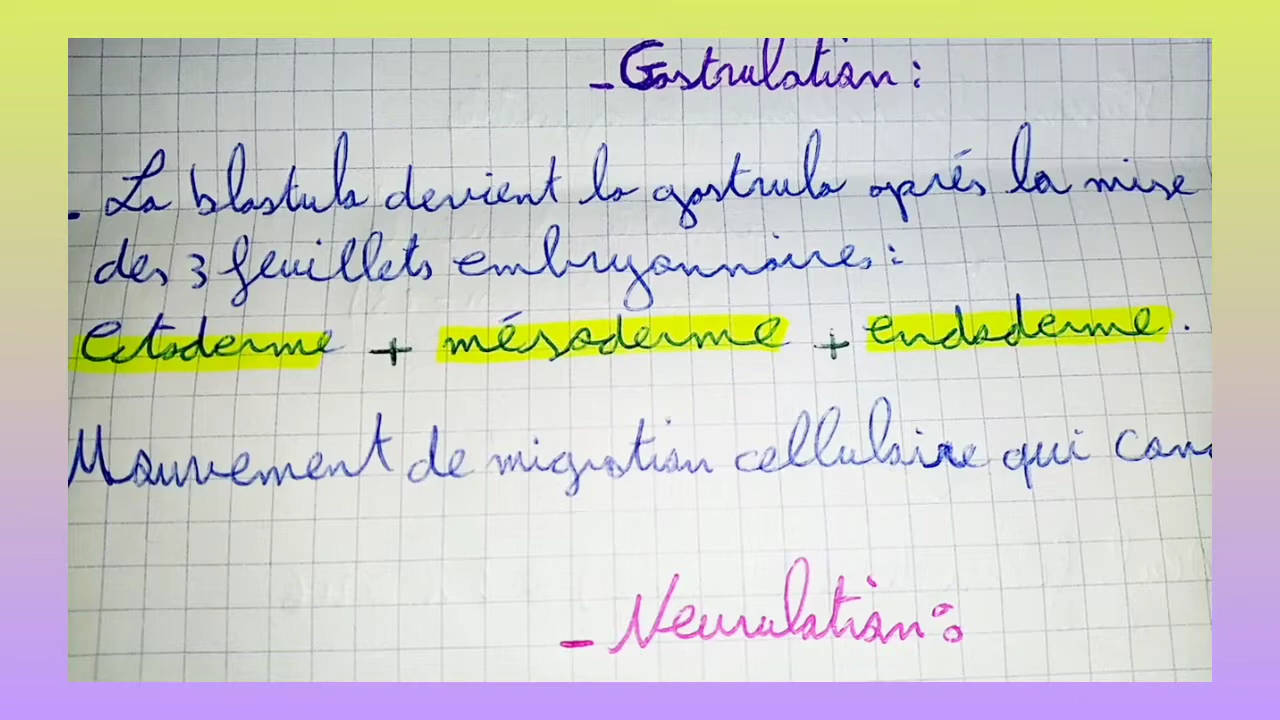 - Gastrulation :
- La blastula devient la gastrula aprés la mise
des 3 feuillets embryonnaires :
Ectoderme + mésoderme + endoderme .
Mouvement de migration cellulaire qui
- Neurulation :